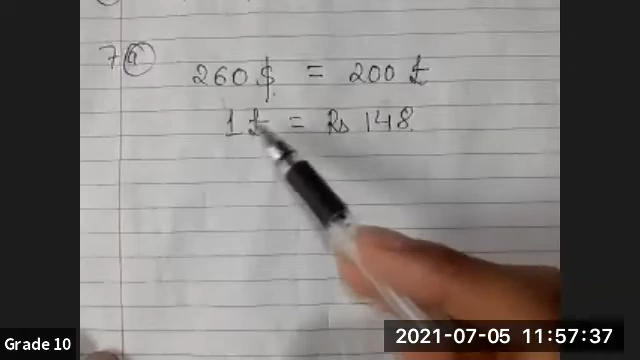 7 a
260 $ = 200 £
1 £ = Rs 148
Grade 10
2021-07-05 11:57:37